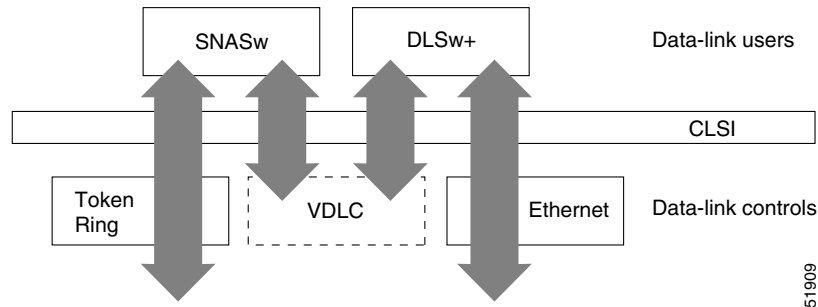 SNASw
DLSw+
Data-link users
CLSI
Token
Ring
VDLC
Ethernet
Data-link controls
51909